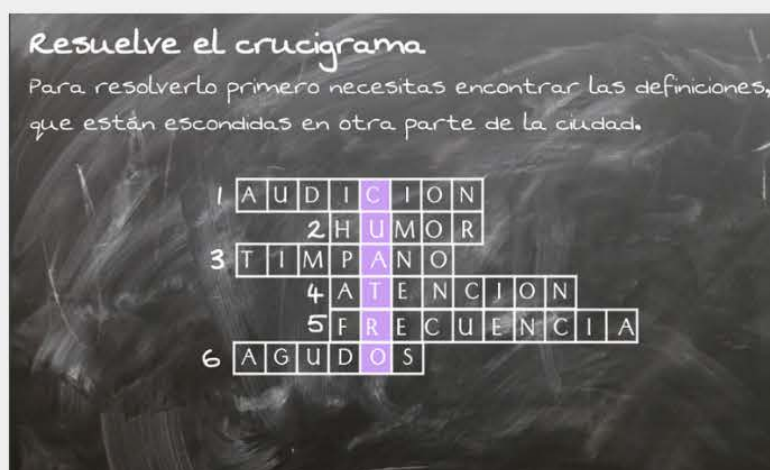 Resuelve el crucigrama
Para resolverlo primero necesitas encontrar las definiciones,
que están escondidas en otra parte de la ciudad.
1 AUDICION
2 HUMOR
3 TIMPANO
4 ATENCION
5 FRECUENCIA
6 AGUDOS